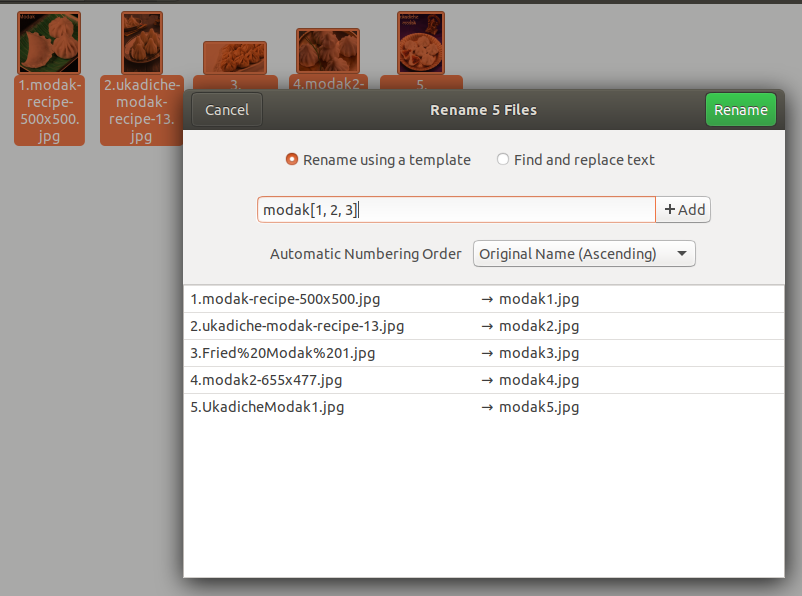 1.modak-
recipe-
500x500.
jpg
2.ukadiche-
modak-
recipe-13.
jpg
3.
4.modak2-
5.
Cancel
Rename 5 Files
Rename
Rename using a template
Find and replace text
modak[1, 2, 3]
+ Add
Automatic Numbering Order
Original Name (Ascending)
1.modak-recipe-500x500.jpg → modak1.jpg
2.ukadiche-modak-recipe-13.jpg → modak2.jpg
3.Fried%20Modak%201.jpg → modak3.jpg
4.modak2-655x477.jpg → modak4.jpg
5.UkadicheModak1.jpg → modak5.jpg